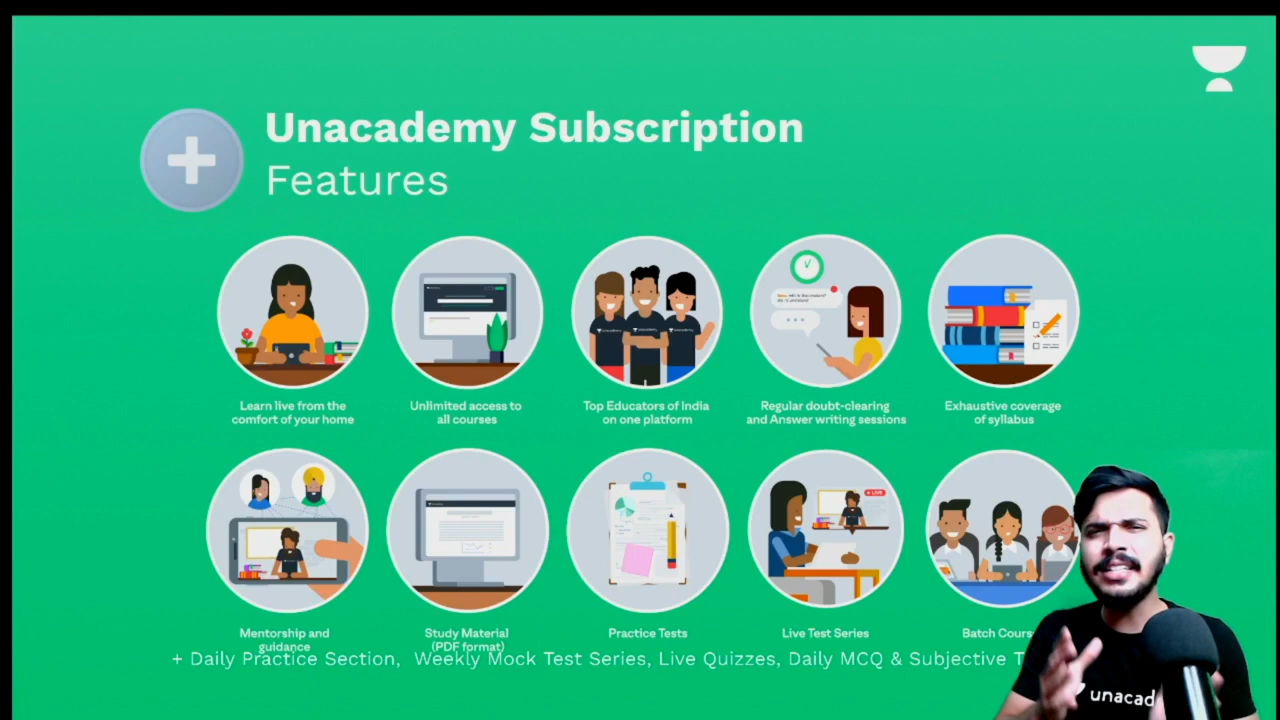 Unacademy Subscription
Features
Learn live from the
comfort of your home
Unlimited access to
all courses
Top Educators of India
on one platform
Regular doubt-clearing
and Answer writing sessions
Exhaustive coverage
of syllabus
LIVE
Mentorship and
guidance
Study Material
(PDF format)
Practice Tests
Live Test Series
Batch
+ Daily Practice Section, Weekly Mock Test Series, Live Quizzes, Daily MCQ & Subjective
unacad